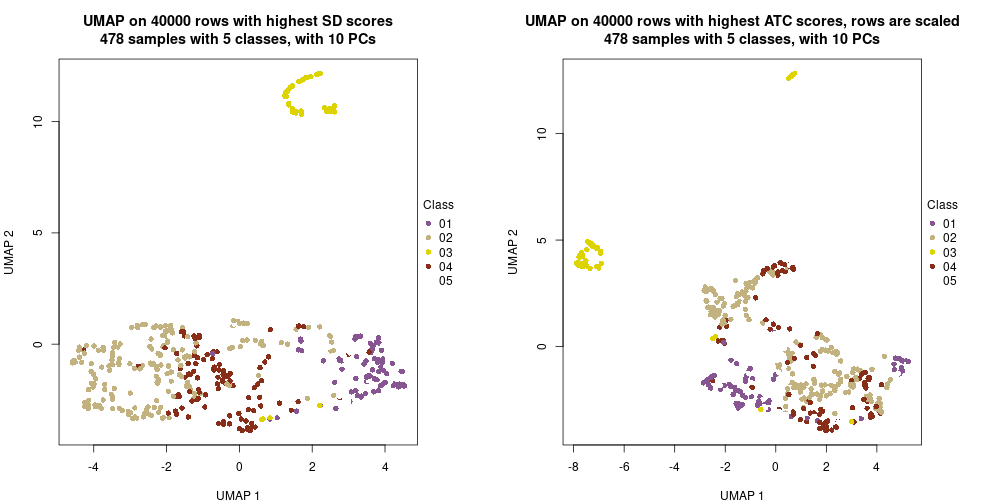 UMAP on 40000 rows with highest SD scores
478 samples with 5 classes, with 10 PCs
UMAP 2
10
5
0
-4
-2
0
2
4
UMAP 1
Class
01
02
03
04
05
UMAP on 40000 rows with highest ATC scores, rows are scaled
478 samples with 5 classes, with 10 PCs
UMAP 2
10
5
0
-8
-6
-4
-2
0
2
4
UMAP 1
Class
01
02
03
04
05